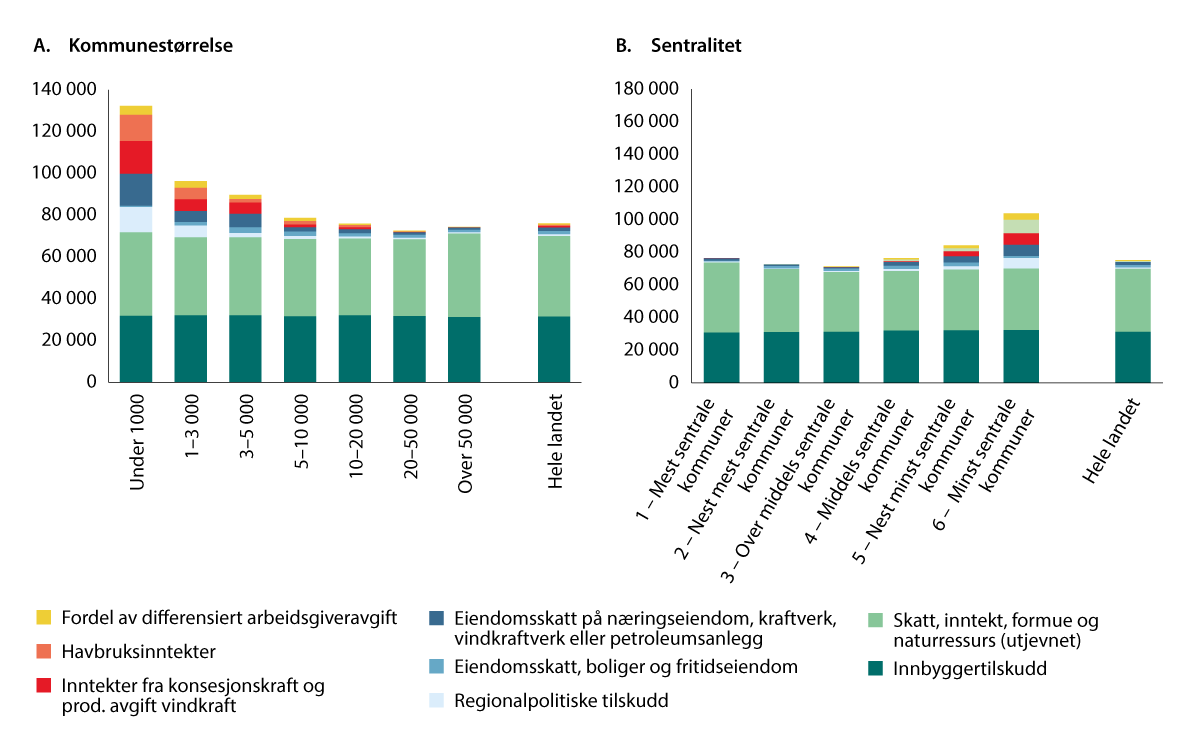 A. Kommunestørrelse
140 000
120 000
100 000
80 000
60 000
40 000
20 000
0
Under 1000
1–3 000
3–5 000
5–10 000
10–20 000
20–50 000
Over 50 000
Hele landet
B. Sentralitet
180 000
160 000
140 000
120 000
100 000
80 000
60 000
40 000
20 000
0
1 – Mest sentrale
kommuner
2 – Nest mest sentrale
kommuner
3 – Over middels sentrale
kommuner
4 – Middels sentrale
kommuner
5 – Nest minst sentrale
kommuner
6 – Minst sentrale
kommuner
Hele landet
Fordel av differensiert arbeidsgiveravgift
Havbruksinntekter
Inntekter fra konsesjonskraft og
prod. avgift vindkraft
Eiendomsskatt på næringseiendom, kraftverk,
vindkraftverk eller petroleumsanlegg
Eiendomsskatt, boliger og fritidseiendom
Regionalpolitiske tilskudd
Skatt, inntekt, formue og
naturressurs (utjevnet)
Innbyggertilskudd